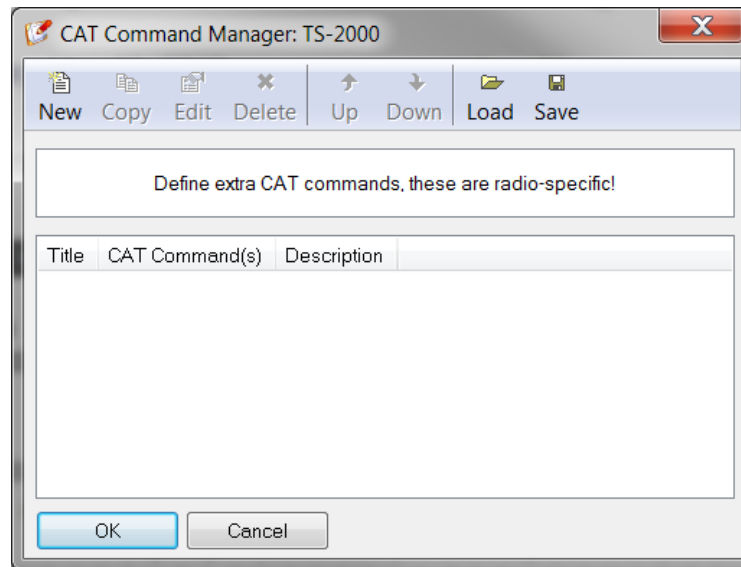 CAT Command Manager: TS-2000
New Copy Edit Delete Up Down Load Save
Define extra CAT commands, these are radio-specific!
Title CAT Command(s) Description
OK Cancel